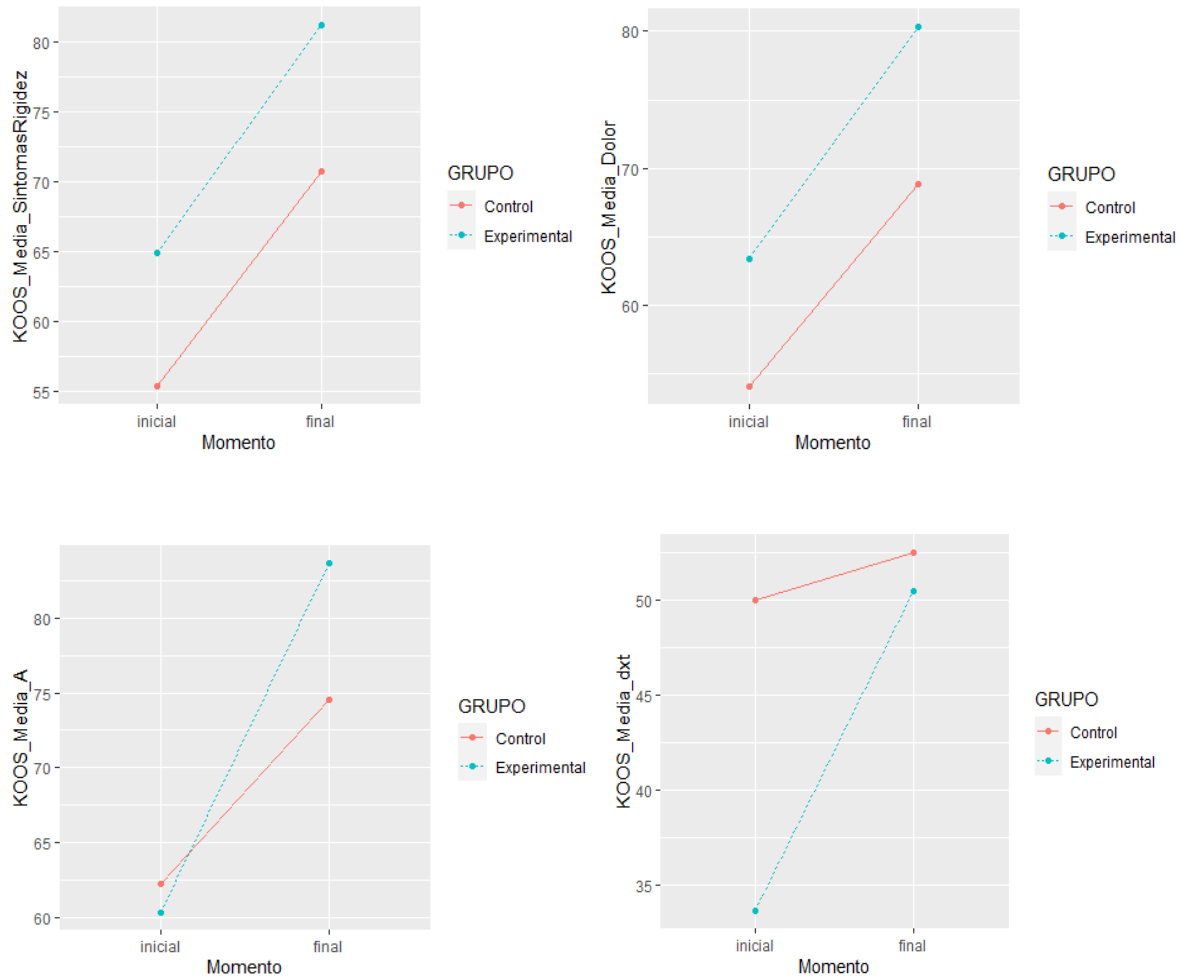 KOOS_Media_SintomasRigidez
80
75
70
65
60
55
inicial
final
Momento
GRUPO
Control
Experimental
KOOS_Media_Dolor
80
70
60
inicial
final
Momento
GRUPO
Control
Experimental
KOOS_Media_A
80
75
70
65
60
inicial
final
Momento
GRUPO
Control
Experimental
KOOS_Media_dxt
50
45
40
35
inicial
final
Momento
GRUPO
Control
Experimental